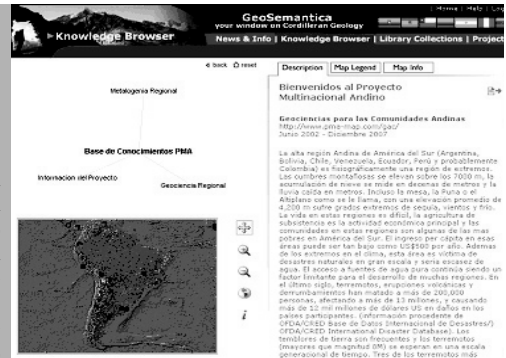 Home | Help | Log
GeoSemantica
your window on Cordilleran Geology
Knowledge Browser
News & Info | Knowledge Browser | Library Collections | Project
back reset
Description Map Legend Map Info
Metalogenia Regional
Base de Conocimientos PMA
Informacion del Proyecto
Geociencia Regional
Bienvenidos al Proyecto
Multinacional Andino
Geociencias para las Comunidades Andinas
http://www.pma-map.com/gac/
Junio 2002 - Diciembre 2007
La alta región Andina de América del Sur (Argentina,
Bolivia, Chile, Venezuela, Ecuador, Perú y probablemente
Colombia) es fisiográficamente una región de extremos.
Las cumbres montañosas se elevan sobre los 7000 m, la
acumulación de nieve se mide en decenas de metros y la
lluvia caída en metros. Incluso la mesa, la Puna o el
Altiplano como se le llama, con una elevación promedio de
4,200 m sufre grados extremos de sequía, vientos y frío.
La vida en estas regiones es difícil, la agricultura de
subsistencia es la actividad económica principal y las
comunidades en estas regiones son algunas de las mas
pobres en América del Sur. El ingreso per cápita en esas
áreas puede ser tan bajo como US$500 por año. Ademas
de los extremos en el clima, esta área es víctima de
desastres naturales en gran escala y seria escasez de
agua. El acceso a fuentes de agua pura continúa siendo un
factor limitante para el desarrollo de muchas regiones. En
el último siglo, terremotos, erupciones volcánicas y
derrumbamientos han matado a más de 200,000
personas, afectando a más de 13 millones, y causando
más de 12 mil millones de dólares US en daños en los
países participantes. (información procedente de
OFDA/CRED Base de Datos Internacional de Desastres/)
OFDA/CRED International Disaster Database). Los
temblores de tierra son frecuentes y los terremotos
(mayores que magnitud 0M) se esperan en una escala
generacional de tiempo. Tres de los terremotos más